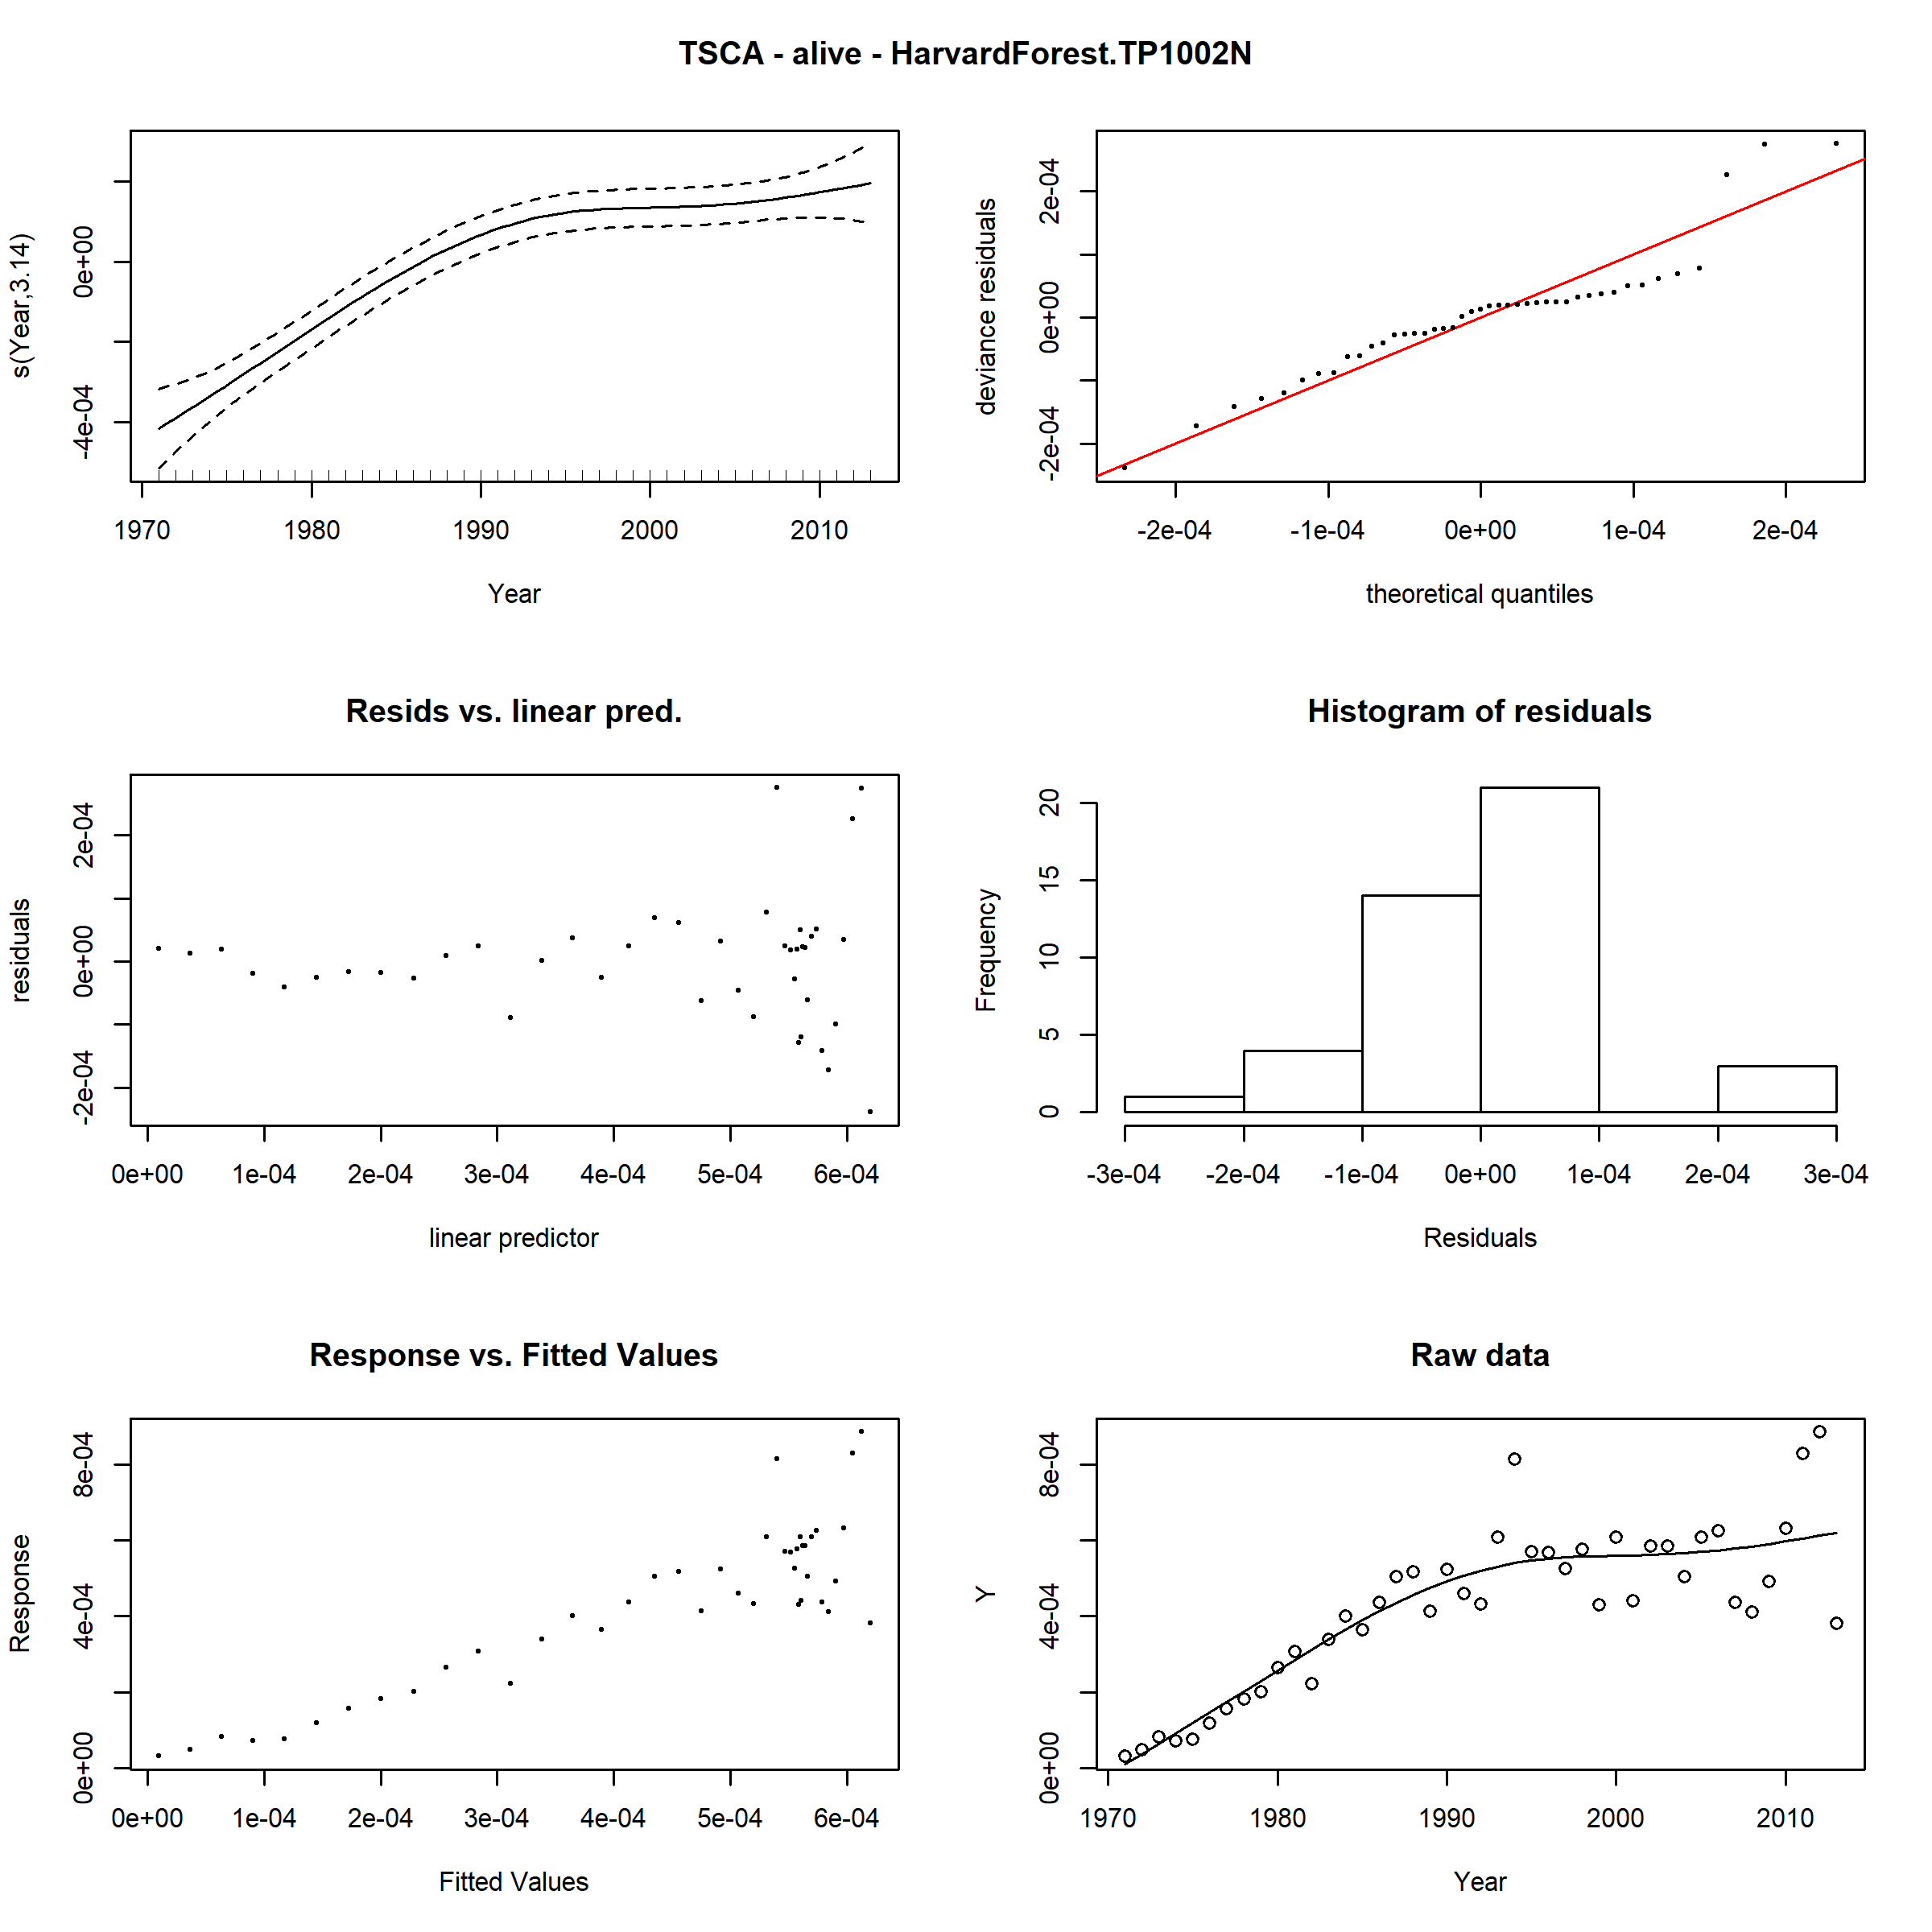 TSCA - alive - HarvardForest.TP1002N
s(Year,3.14)
0e+00
-4e-04
1970 1980 1990 2000 2010
Year
deviance residuals
2e-04
0e+00
-2e-04
-2e-04 -1e-04 0e+00 1e-04 2e-04
theoretical quantiles
Resids vs. linear pred.
residuals
2e-04
0e+00
-2e-04
0e+00 1e-04 2e-04 3e-04 4e-04 5e-04 6e-04
linear predictor
Histogram of residuals
Frequency
20
15
10
5
0
-3e-04 -2e-04 -1e-04 0e+00 1e-04 2e-04 3e-04
Residuals
Response vs. Fitted Values
Response
8e-04
4e-04
0e+00
0e+00 1e-04 2e-04 3e-04 4e-04 5e-04 6e-04
Fitted Values
Raw data
Y
8e-04
4e-04
0e+00
1970 1980 1990 2000 2010
Year